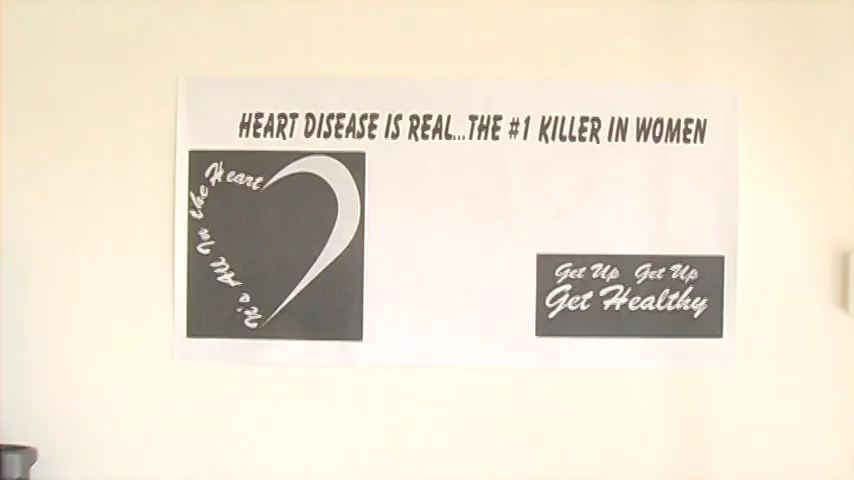 HEART DISEASE IS REAL...THE #1 KILLER IN WOMEN
It's All In the Heart
Get Up Get Up
Get Healthy